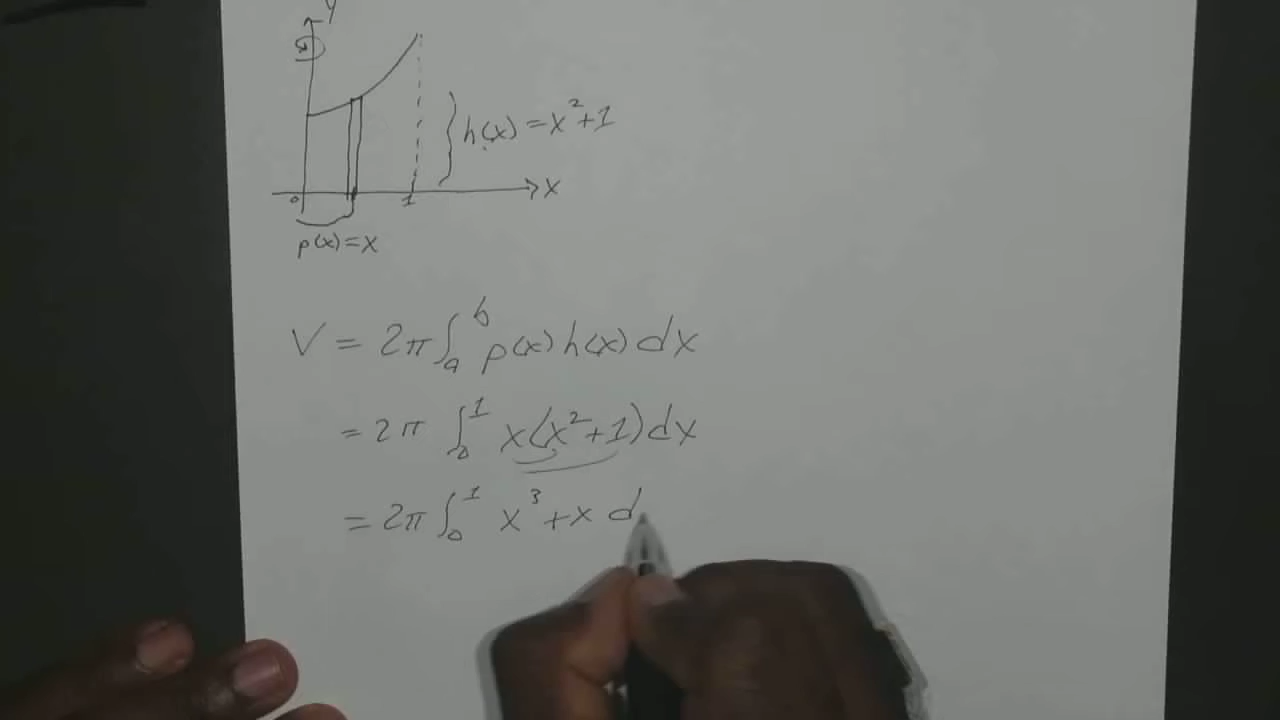 y
h(x) = x²+1
0 1 x
p(x)=x
V = 2π∫ₐᵇ p(x)h(x)dx
= 2π ∫₀¹ x(x²+1)dx
= 2π∫₀¹ x³+x d